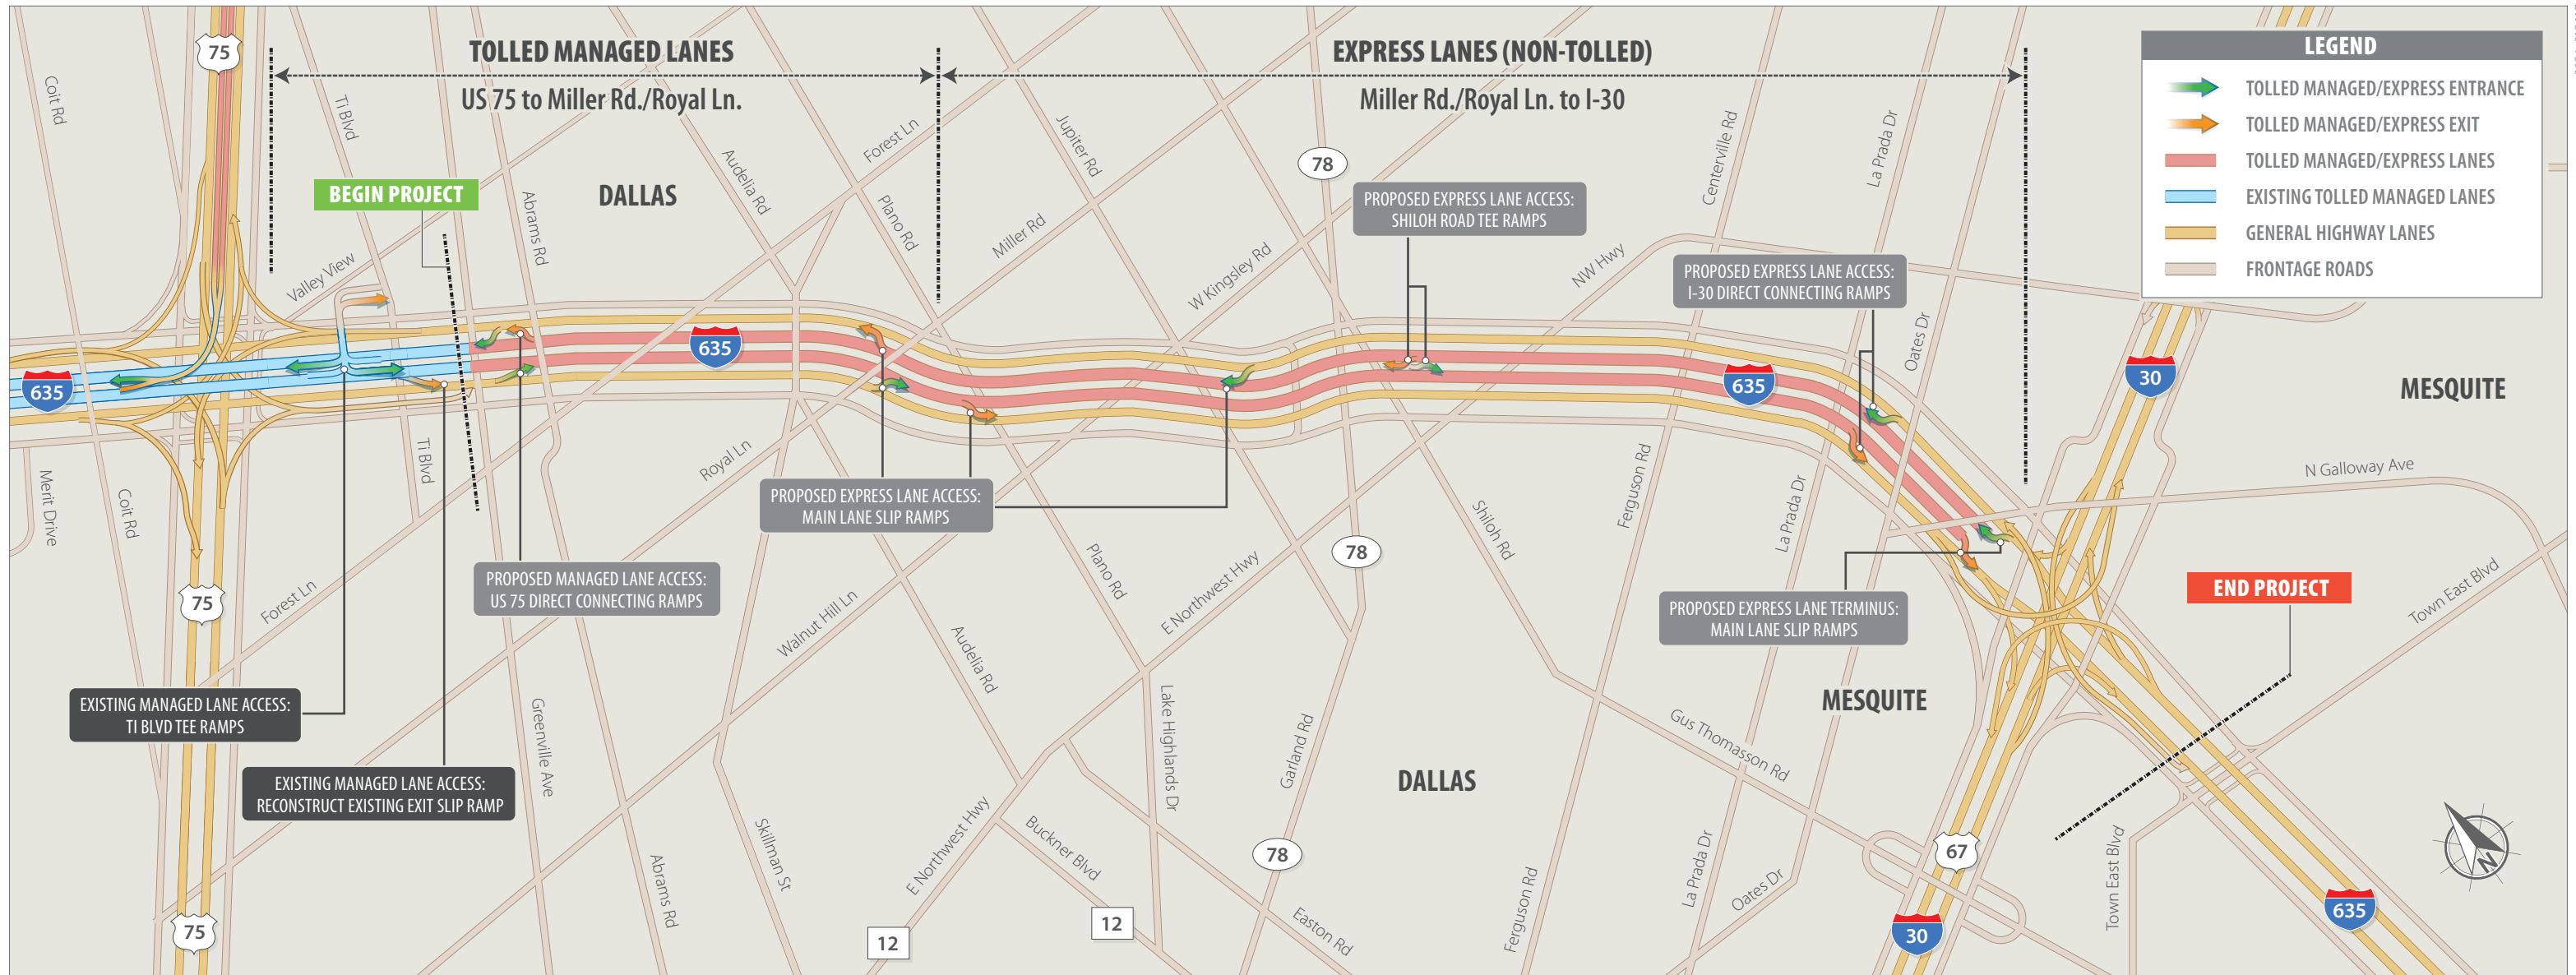 TOLLED MANAGED LANES
US 75 to Miller Rd./Royal Ln.
EXPRESS LANES (NON-TOLLED)
Miller Rd./Royal Ln. to I-30
LEGEND
TOLLED MANAGED/EXPRESS ENTRANCE
TOLLED MANAGED/EXPRESS EXIT
TOLLED MANAGED/EXPRESS LANES
EXISTING TOLLED MANAGED LANES
GENERAL HIGHWAY LANES
FRONTAGE ROADS
75
Coit Rd
TI Blvd
BEGIN PROJECT
DALLAS
Abrams Rd
Audelia Rd
Forest Ln
Plano Rd
Jupiter Rd
Miller Rd
78
PROPOSED EXPRESS LANE ACCESS:
SHILOH ROAD TEE RAMPS
Centerville Rd
La Prada Dr
Valley View
W Kingsley Rd
NW Hwy
PROPOSED EXPRESS LANE ACCESS:
I-30 DIRECT CONNECTING RAMPS
Oates Dr
635
635
635
30
MESQUITE
Merit Drive
Coit Rd
TI Blvd
Royal Ln
PROPOSED EXPRESS LANE ACCESS:
MAIN LANE SLIP RAMPS
Shiloh Rd
Ferguson Rd
La Prada Dr
N Galloway Ave
75
Forest Ln
PROPOSED MANAGED LANE ACCESS:
US 75 DIRECT CONNECTING RAMPS
Walnut Hill Ln
Plano Rd
E Northwest Hwy
78
PROPOSED EXPRESS LANE TERMINUS:
MAIN LANE SLIP RAMPS
END PROJECT
Town East Blvd
EXISTING MANAGED LANE ACCESS:
TI BLVD TEE RAMPS
Audelia Rd
MESQUITE
Greenville Ave
Lake Highlands Dr
Garland Rd
Gus Thomasson Rd
EXISTING MANAGED LANE ACCESS:
RECONSTRUCT EXISTING EXIT SLIP RAMP
DALLAS
Skillman St
E Northwest Hwy
Buckner Blvd
78
67
N
Abrams Rd
La Prada Dr
Oates Dr
Town East Blvd
75
12
12
Easton Rd
Ferguson Rd
30
635